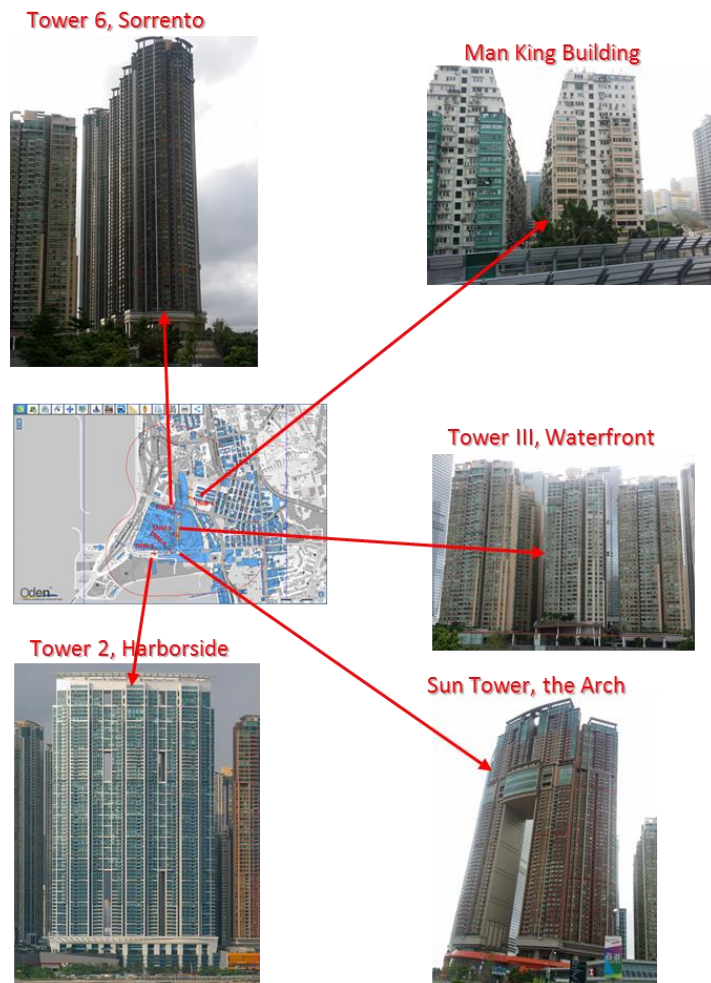 Tower 6, Sorrento
Man King Building
Tower III, Waterfront
Oden
Tower 2, Harborside
Sun Tower, the Arch